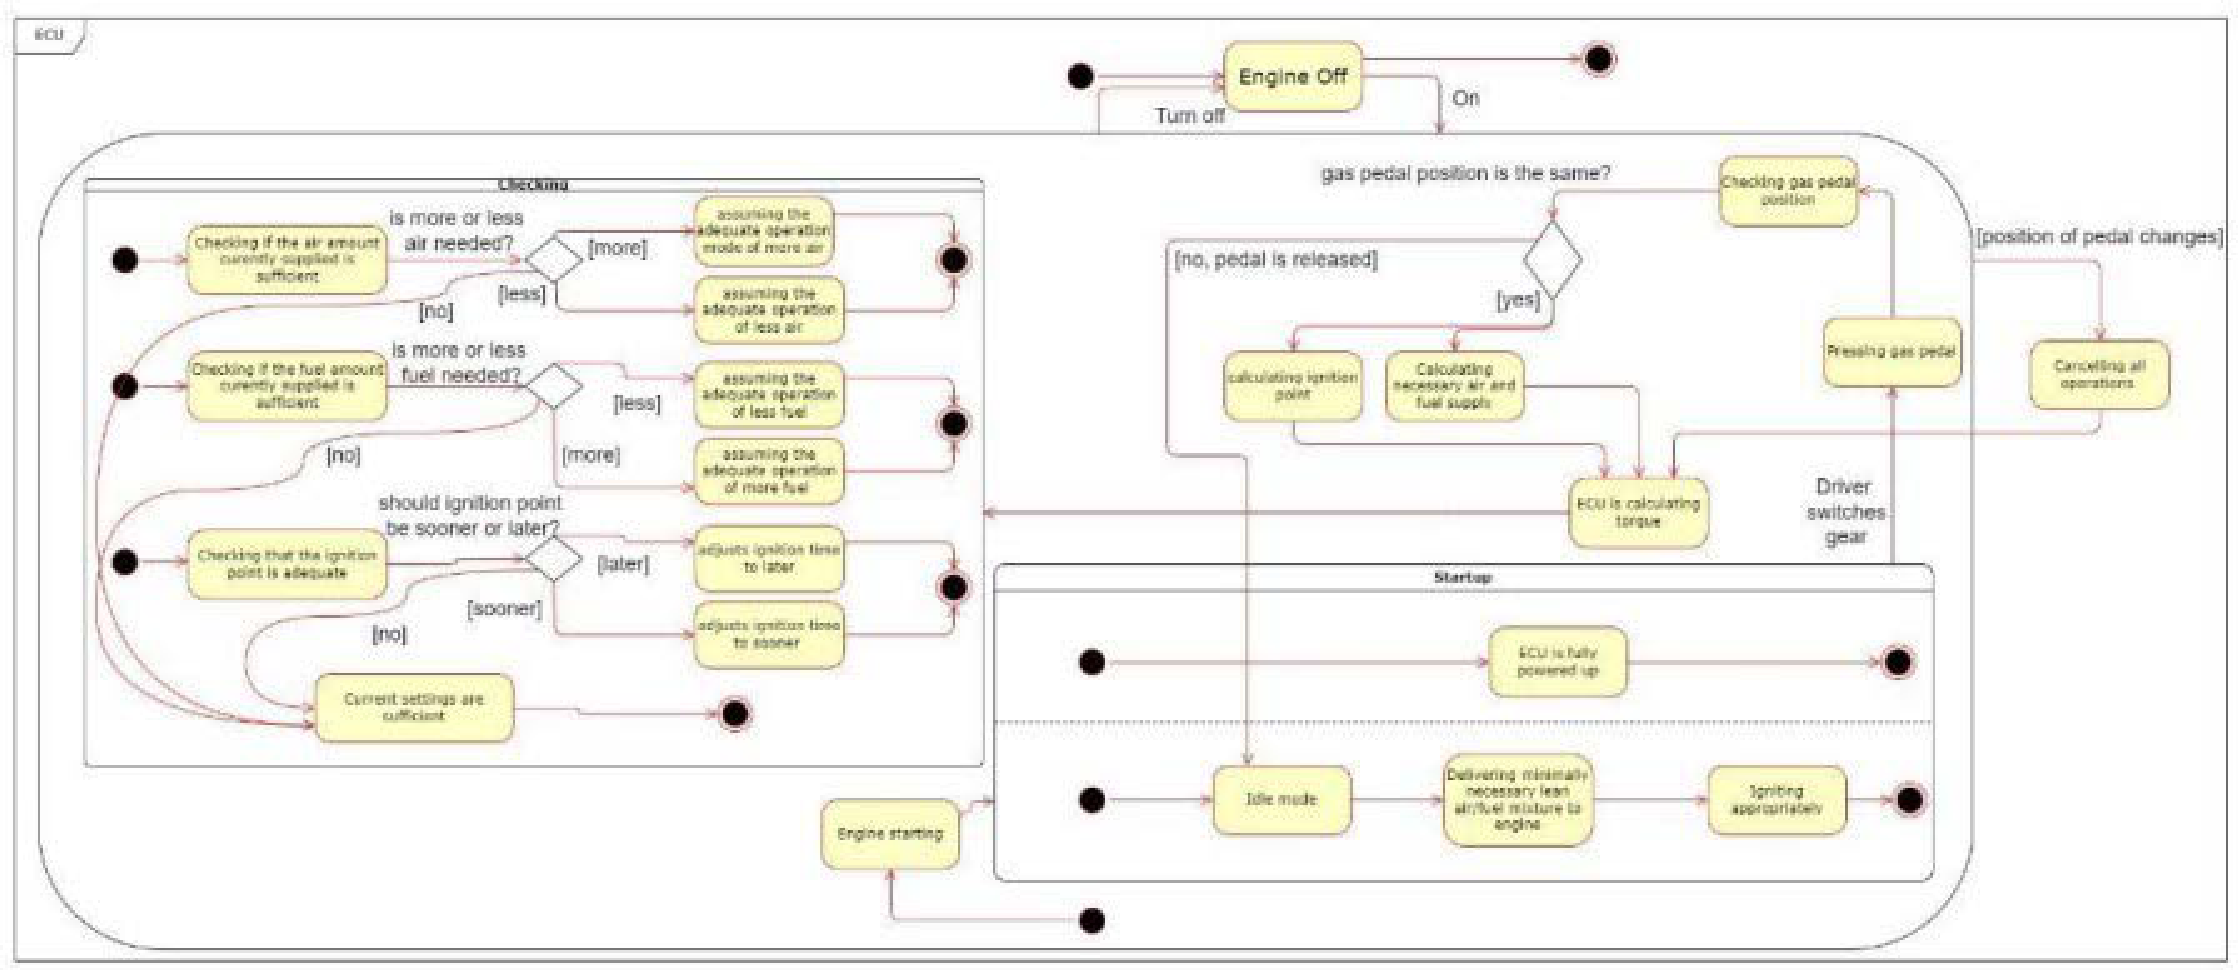 ECU
Engine Off
On
Turn off
Checking
is more or less
air needed?
Checking if the air amount
curently supplied is
sufficient
[more]
[less]
[no]
assuming the
adequate operation
mode of more air
assuming the
adequate operation
of less air
is more or less
fuel needed?
Checking if the fuel amount
curently supplied is
sufficient
[less]
[more]
[no]
assuming the
adequate operation
of less fuel
assuming the
adequate operation
of more fuel
should ignition point
be sooner or later?
Checking that the ignition
point is adequate
[later]
[sooner]
[no]
adjusts ignition time
to later
adjusts ignition time
to sooner
Current settings are
sufficient
gas pedal position is the same?
Checking gas pedal
position
[no, pedal is released]
[yes]
[position of pedal changes]
Pressing gas pedal
Cancelling all
operations
calculating ignition
point
Calculating
necessary air and
fuel supply
ECU is calculating
torque
Driver
switches
gear
Startup
ECU is fully
powered up
Idle mode
Delivering minimally
necessary lean
air/fuel mixture to
engine
Igniting
appropriately
Engine starting